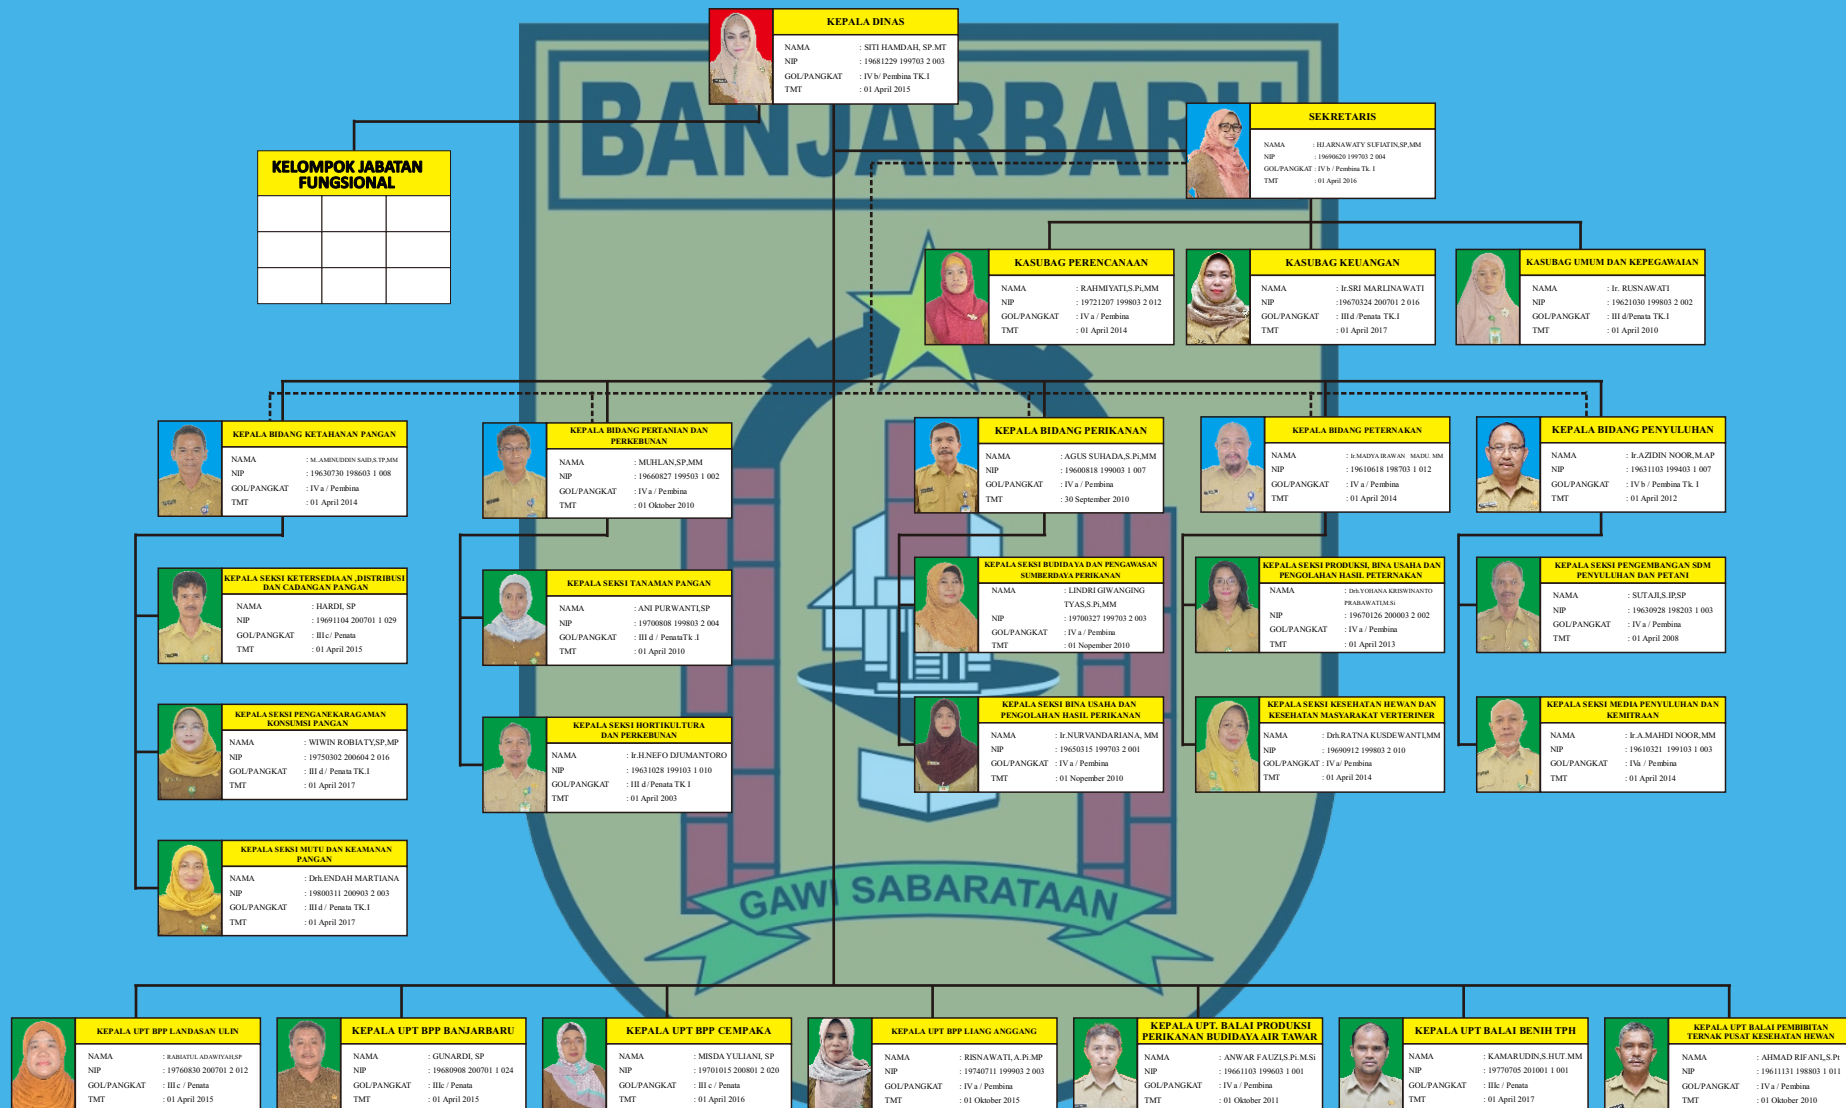 BANJARBARU
GAWI SABARATAAN
KEPALA DINAS
NAMA : SITI HAMDAH, SP.MT
NIP : 19681229 199703 2 003
GOL/PANGKAT : IV b/ Pembina TK.I
TMT : 01 April 2015
KELOMPOK JABATAN
FUNGSIONAL
SEKRETARIS
NAMA : HJ.ARNAWATY SUFIATIN,SP,MM
NIP : 19690620 199703 2 004
GOL/PANGKAT : IV b / Pembina Tk. I
TMT : 01 April 2016
KASUBAG PERENCANAAN
NAMA : RAHMIYATI,S.Pi,MM
NIP : 19721207 199803 2 012
GOL/PANGKAT : IV a / Pembina
TMT : 01 April 2014
KASUBAG KEUANGAN
NAMA : Ir.SRI MARLINAWATI
NIP :19670324 200701 2 016
GOL/PANGKAT : III d /Penata TK.I
TMT : 01 April 2017
KASUBAG UMUM DAN KEPEGAWAIAN
NAMA : Ir. RUSNAWATI
NIP :19621030 199803 2 002
GOL/PANGKAT : III d/Penata TK.I
TMT : 01 April 2010
KEPALA BIDANG KETAHANAN PANGAN
NAMA : M..AMINUDDIN SAID,S.TP,MM
NIP : 19630730 198603 1 008
GOL/PANGKAT : IV a / Pembina
TMT : 01 April 2014
KEPALA BIDANG PERTANIAN DAN
PERKEBUNAN
NAMA : MUHLAN,SP,MM
NIP : 19660827 199503 1 002
GOL/PANGKAT : IV a / Pembina
TMT : 01 Oktober 2010
KEPALA BIDANG PERIKANAN
NAMA : AGUS SUHADA,S.Pi,MM
NIP : 19600818 199003 1 007
GOL/PANGKAT : IV a / Pembina
TMT : 30 September 2010
KEPALA BIDANG PETERNAKAN
NAMA : Ir.MADYA IRAWAN MADU. MM
NIP : 19610618 198703 1 012
GOL/PANGKAT : IV a / Pembina
TMT : 01 April 2014
KEPALA BIDANG PENYULUHAN
NAMA : Ir.AZIDIN NOOR,M.AP
NIP : 19631103 199403 1 007
GOL/PANGKAT : IV b / Pembina Tk. I
TMT : 01 April 2012
KEPALA SEKSI KETERSEDIAAN ,DISTRIBUSI
DAN CADANGAN PANGAN
NAMA : HARDI, SP
NIP : 19691104 200701 1 029
GOL/PANGKAT : III c / Penata
TMT : 01 April 2015
KEPALA SEKSI TANAMAN PANGAN
NAMA : ANI PURWANTI,SP
NIP : 19700808 199803 2 004
GOL/PANGKAT : III d / PenataTk .I
TMT : 01 April 2010
KEPALA SEKSI BUDIDAYA DAN PENGAWASAN
SUMBERDAYA PERIKANAN
NAMA : LINDRI GIWANGING
TYAS,S.Pi,MM
NIP : 19700327 199703 2 003
GOL/PANGKAT : IV a / Pembina
TMT : 01 Nopember 2010
KEPALA SEKSI PRODUKSI, BINA USAHA DAN
PENGOLAHAN HASIL PETERNAKAN
NAMA : Drh.YOHANA KRISWINANTO
PRABAWATI,M.Si
NIP : 19670126 200003 2 002
GOL/PANGKAT : IV a / Pembina
TMT : 01 April 2013
KEPALA SEKSI PENGEMBANGAN SDM
PENYULUHAN DAN PETANI
NAMA : SUTAJI,S.IP,SP
NIP : 19630928 198203 1 003
GOL/PANGKAT : IV a / Pembina
TMT : 01 April 2008
KEPALA SEKSI PENGANEKARAGAMAN
KONSUMSI PANGAN
NAMA : WIWIN ROBIATY,SP,MP
NIP : 19750302 200604 2 016
GOL/PANGKAT : III d / Penata TK.I
TMT : 01 April 2017
KEPALA SEKSI HORTIKULTURA
DAN PERKEBUNAN
NAMA : Ir.H.NEFO DJUMANTORO
NIP : 19631028 199103 1 010
GOL/PANGKAT : III d / Penata TK I
TMT : 01 April 2003
KEPALA SEKSI BINA USAHA DAN
PENGOLAHAN HASIL PERIKANAN
NAMA : Ir.NURVANDARIANA, MM
NIP : 19650315 199703 2 001
GOL/PANGKAT : IV a / Pembina
TMT : 01 Nopember 2010
KEPALA SEKSI KESEHATAN HEWAN DAN
KESEHATAN MASYARAKAT VERTERINER
NAMA : Drh.RATNA KUSDEWANTI,MM
NIP : 19690912 199803 2 010
GOL/PANGKAT : IV a/ Pembina
TMT : 01 April 2014
KEPALA SEKSI MEDIA PENYULUHAN DAN
KEMITRAAN
NAMA : Ir.A.MAHDI NOOR,MM
NIP : 19610321 199103 1 003
GOL/PANGKAT : IVa / Pembina
TMT : 01 April 2014
KEPALA SEKSI MUTU DAN KEAMANAN
PANGAN
NAMA : Drh.ENDAH MARTIANA
NIP : 19800311 200903 2 003
GOL/PANGKAT : III d / Penata TK.I
TMT : 01 April 2017
KEPALA UPT BPP LANDASAN ULIN
NAMA : RABIATUL ADAWIYAH,SP
NIP : 19760830 200701 2 012
GOL/PANGKAT : III c / Penata
TMT : 01 April 2015
KEPALA UPT BPP BANJARBARU
NAMA : GUNARDI, SP
NIP : 19680908 200701 1 024
GOL/PANGKAT : IIIc / Penata
TMT : 01 April 2015
KEPALA UPT BPP CEMPAKA
NAMA : MISDA YULIANI, SP
NIP : 19701015 200801 2 020
GOL/PANGKAT : III c / Penata
TMT : 01 April 2016
KEPALA UPT BPP LIANG ANGGANG
NAMA : RISNAWATI, A.Pi.MP
NIP : 19740711 199903 2 003
GOL/PANGKAT : IV a / Pembina
TMT : 01 Oktober 2015
KEPALA UPT. BALAI PRODUKSI
PERIKANAN BUDIDAYA AIR TAWAR
NAMA : ANWAR FAUZI,S.Pi.M.Si
NIP : 19661103 199603 1 001
GOL/PANGKAT : IV a / Pembina
TMT : 01 Oktober 2011
KEPALA UPT BALAI BENIH TPH
NAMA : KAMARUDIN,S.HUT.MM
NIP : 19770705 201001 1 001
GOL/PANGKAT : IIIc / Penata
TMT : 01 April 2017
KEPALA UPT BALAI PEMBIBITAN
TERNAK PUSAT KESEHATAN HEWAN
NAMA : AHMAD RIFANI,S.Pt
NIP : 19611131 198803 1 011
GOL/PANGKAT : IV a / Pembina
TMT : 01 Oktober 2010